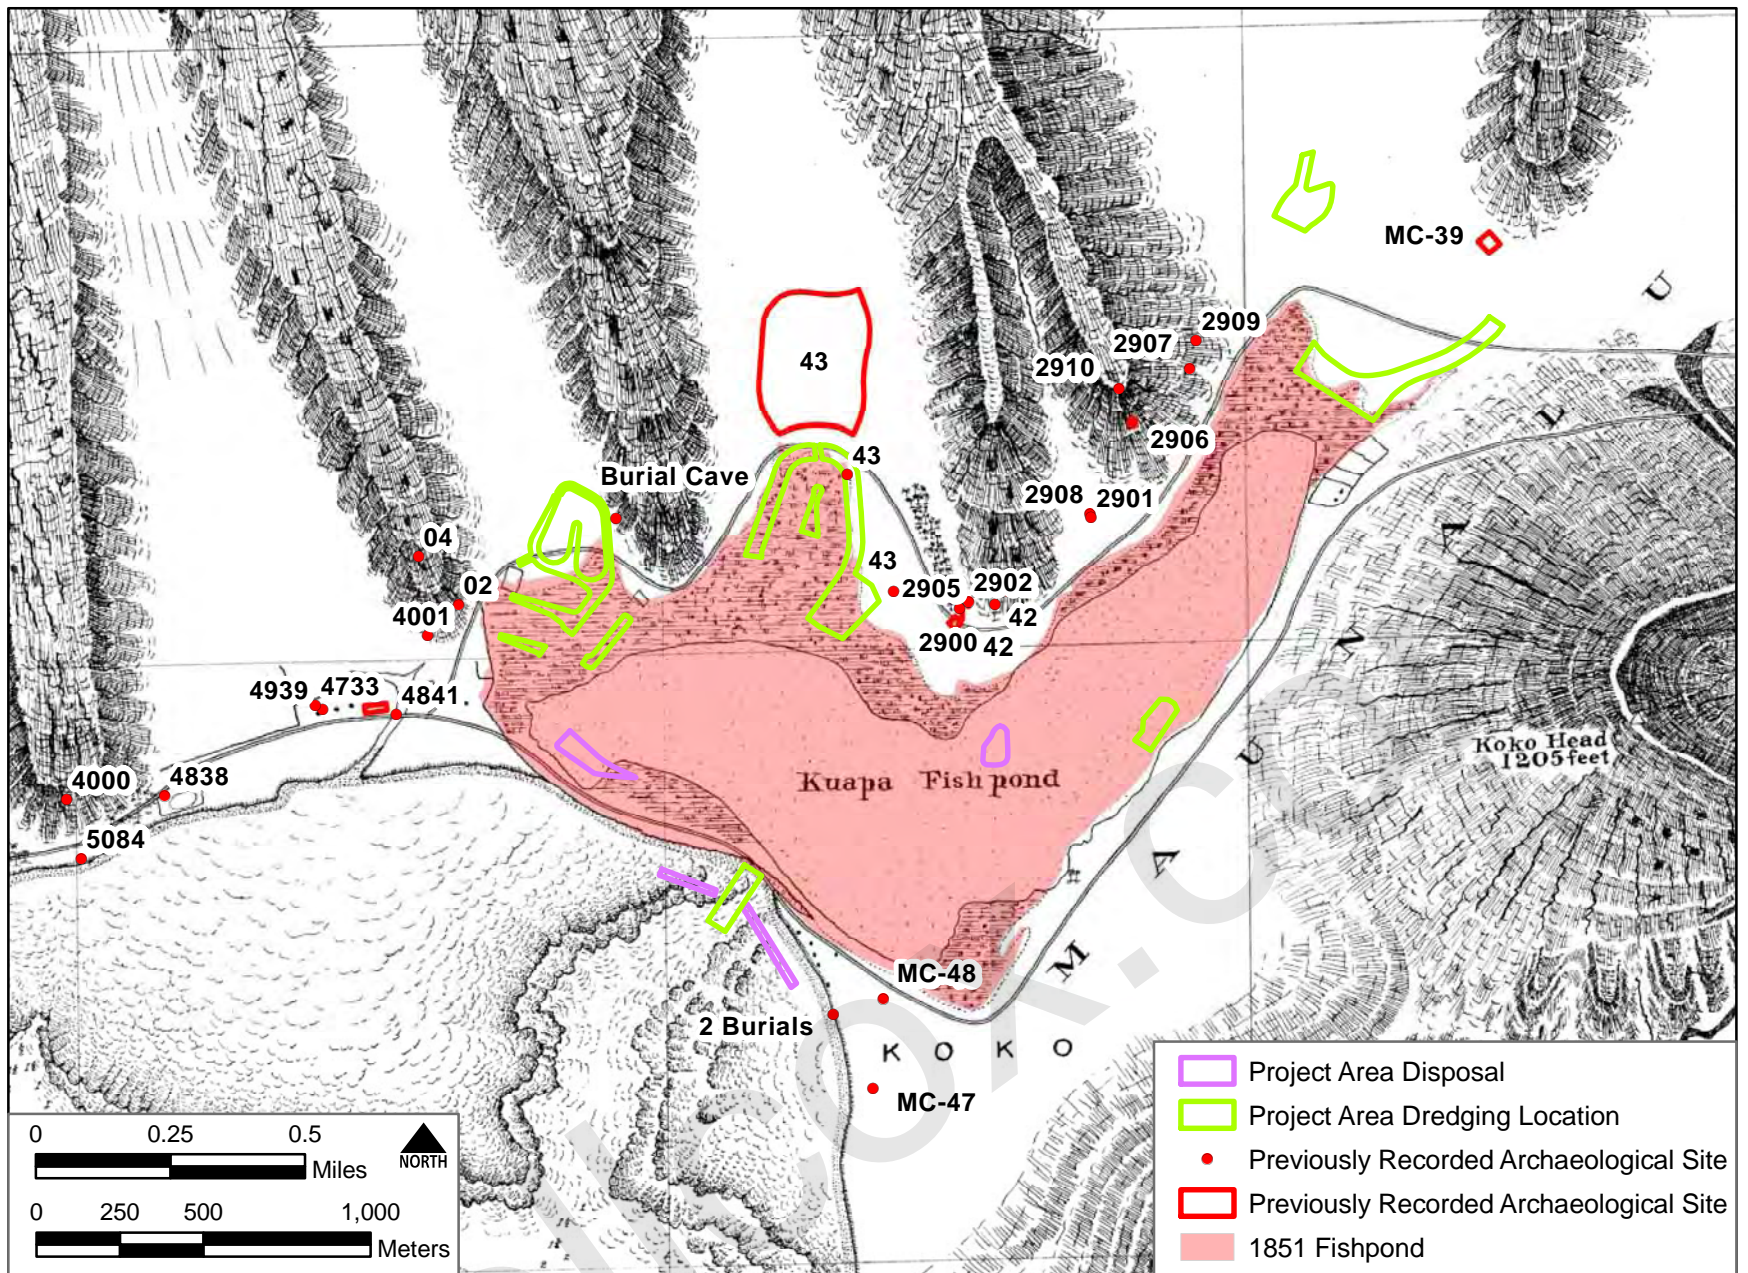 MC-39
U
2909
2907
43
2910
L
2906
43
Burial Cave
2908 2901
A
04
43
02
2905 2902
4001
42
2900 42
N
4939 4733
4841
U
Koko Head
1205 feet
4000
4838
Kuapa Fish pond
5084
A
M
MC-48
2 Burials
KOKO
MC-47
Project Area Disposal
Project Area Dredging Location
Previously Recorded Archaeological Site
Previously Recorded Archaeological Site
1851 Fishpond
0 0.25 0.5
Miles
NORTH
0 250 500 1,000
Meters